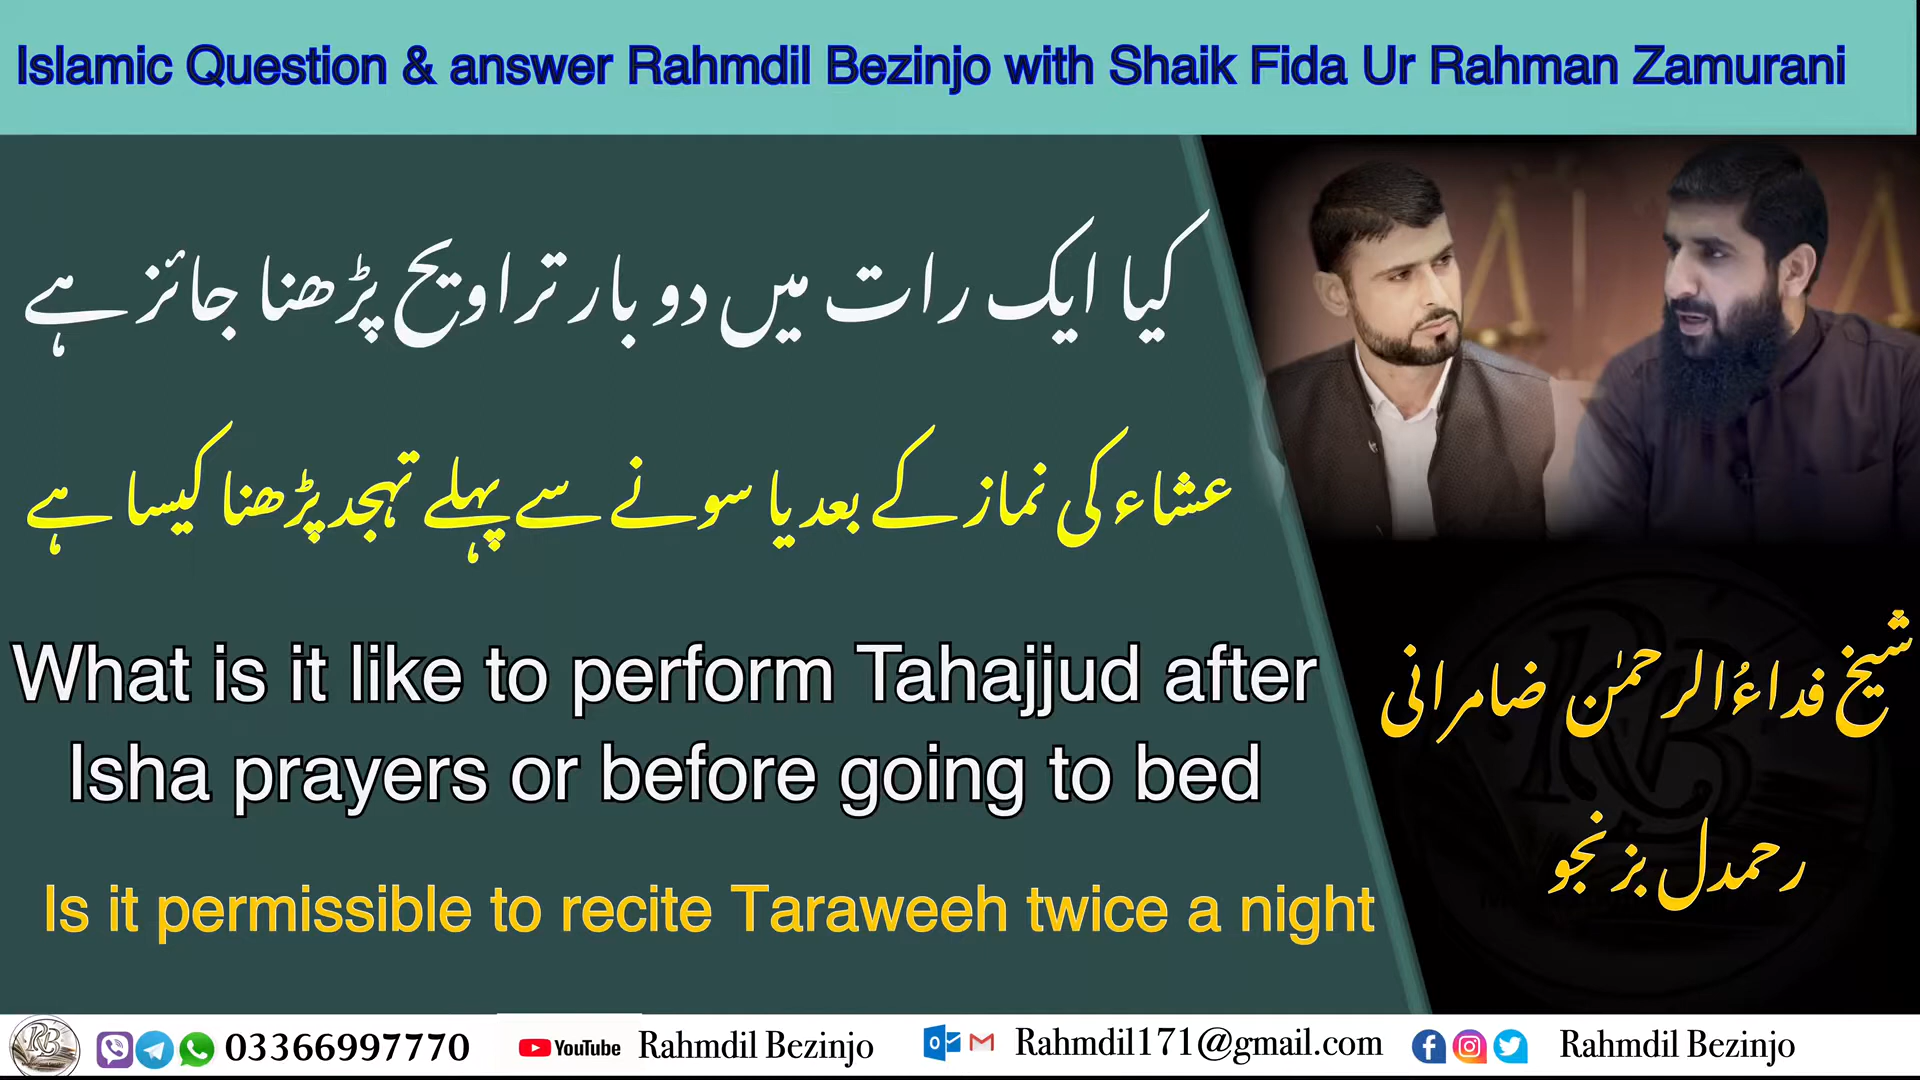 Islamic Question & answer Rahmdil Bezinjo with Shaik Fida Ur Rahman Zamurani
کیا ایک رات میں دو بار تراویح پڑھنا جائز ہے
عشاء کی نماز کے بعد یا سونے سے پہلے تہجد پڑھنا کیسا ہے
What is it like to perform Tahajjud after
Isha prayers or before going to bed
Is it permissible to recite Taraweeh twice a night
شیخ فداءُ الرحمٰن ضامرانی
رحمدل بزنجو
RB
03366997770
YouTube Rahmdil Bezinjo
Rahmdil171@gmail.com
Rahmdil Bezinjo